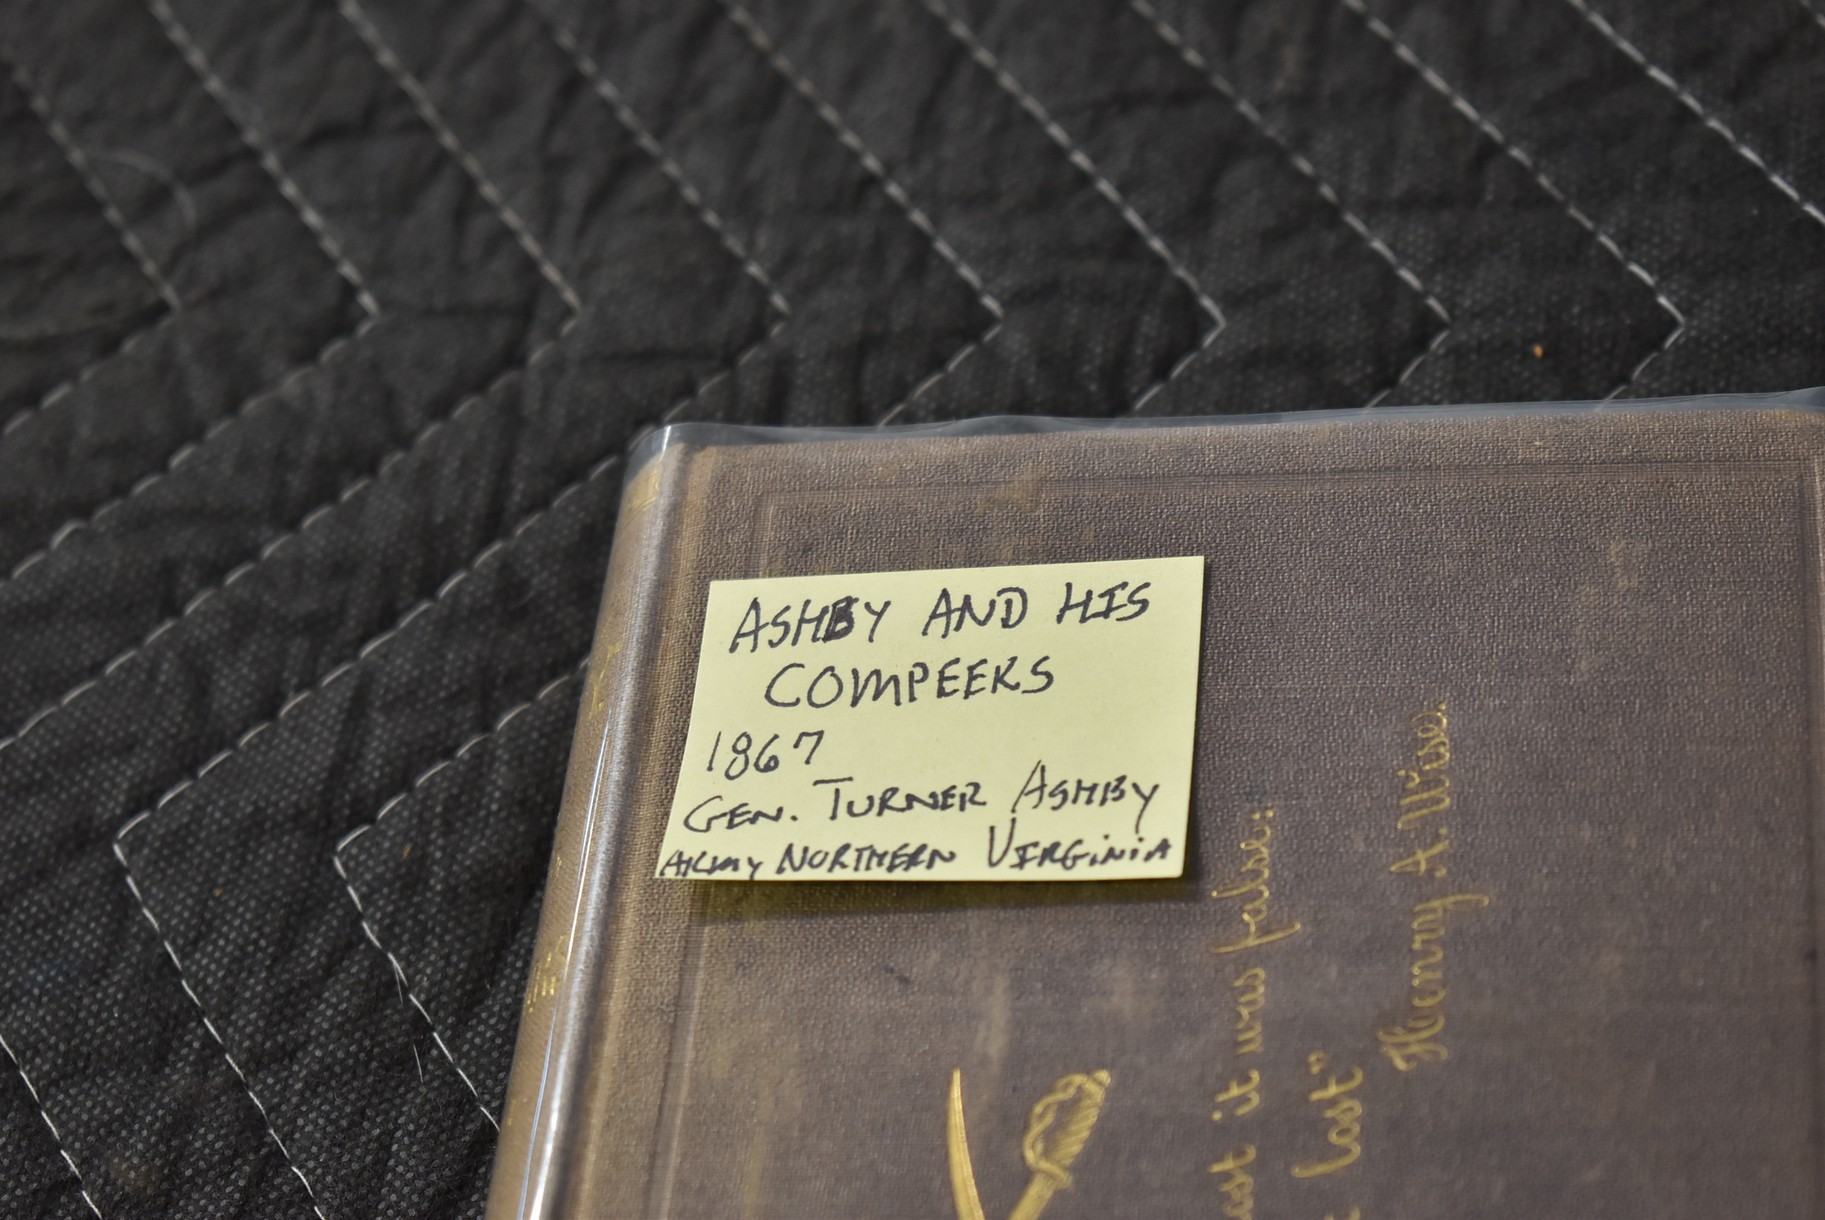 ASHBY AND HIS
COMPEERS
1867
GEN. TURNER ASHBY
ARMY NORTHERN VIRGINIA
it was false:
lost"
Henry A. Wise.